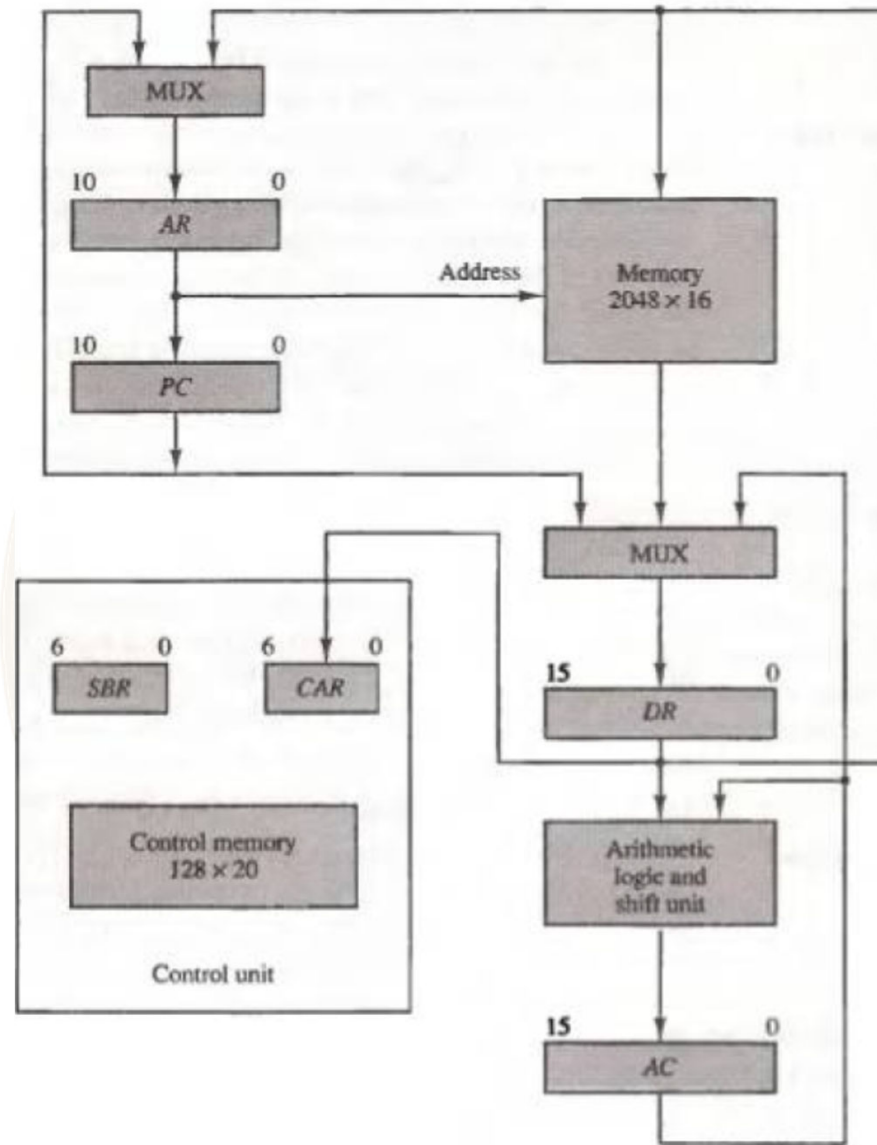 MUX
10 0
AR
Address
Memory
2048 × 16
10 0
PC
MUX
6 0
SBR
6 0
CAR
15 0
DR
Control memory
128 × 20
Arithmetic
logic and
shift unit
Control unit
15 0
AC